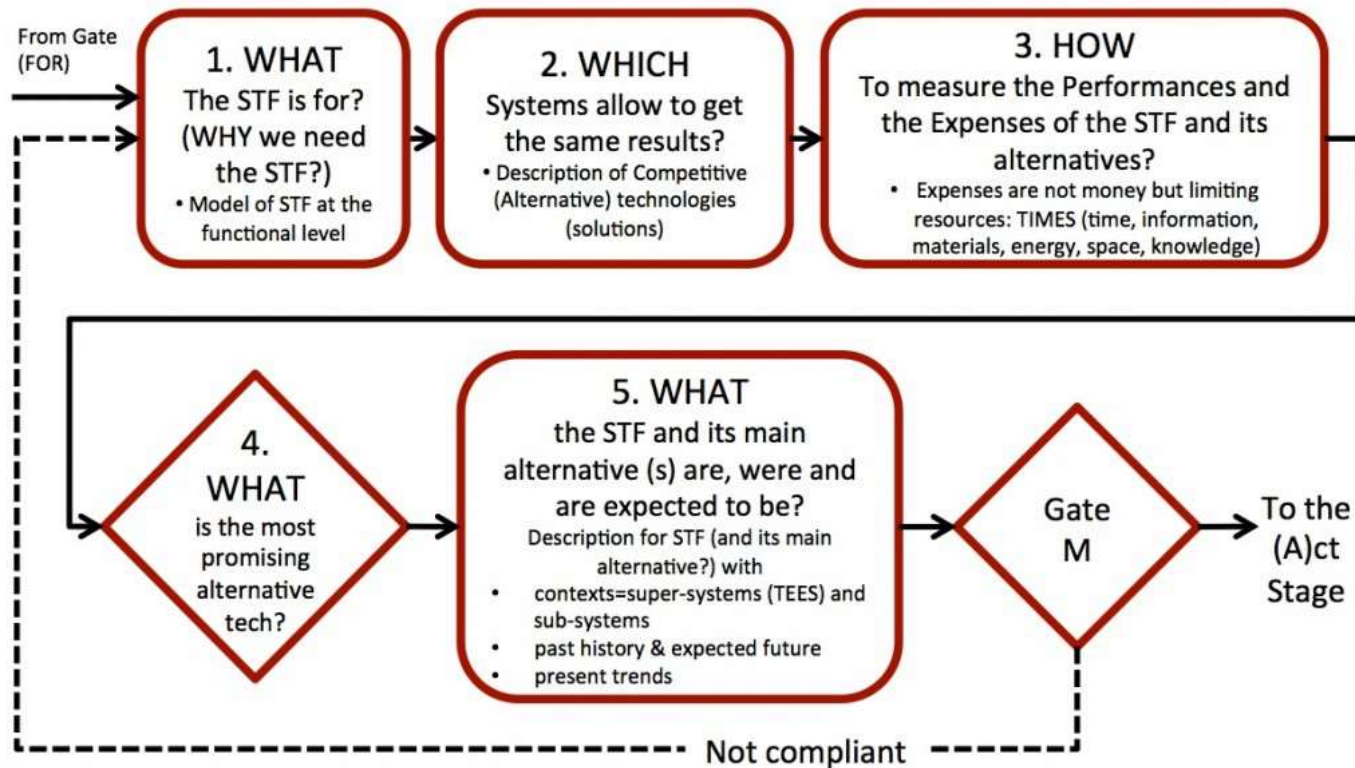 From Gate
(FOR)
1. WHAT
The STF is for?
(WHY we need
the STF?)
• Model of STF at the
functional level
2. WHICH
Systems allow to get
the same results?
• Description of Competitive
(Alternative) technologies
(solutions)
3. HOW
To measure the Performances and
the Expenses of the STF and its
alternatives?
• Expenses are not money but limiting
resources: TIMES (time, information,
materials, energy, space, knowledge)
4.
WHAT
is the most
promising
alternative
tech?
5. WHAT
the STF and its main
alternative (s) are, were and
are expected to be?
Description for STF (and its main
alternative?) with
• contexts=super-systems (TEES) and
sub-systems
• past history & expected future
• present trends
Gate
M
To the
(A)ct
Stage
Not compliant